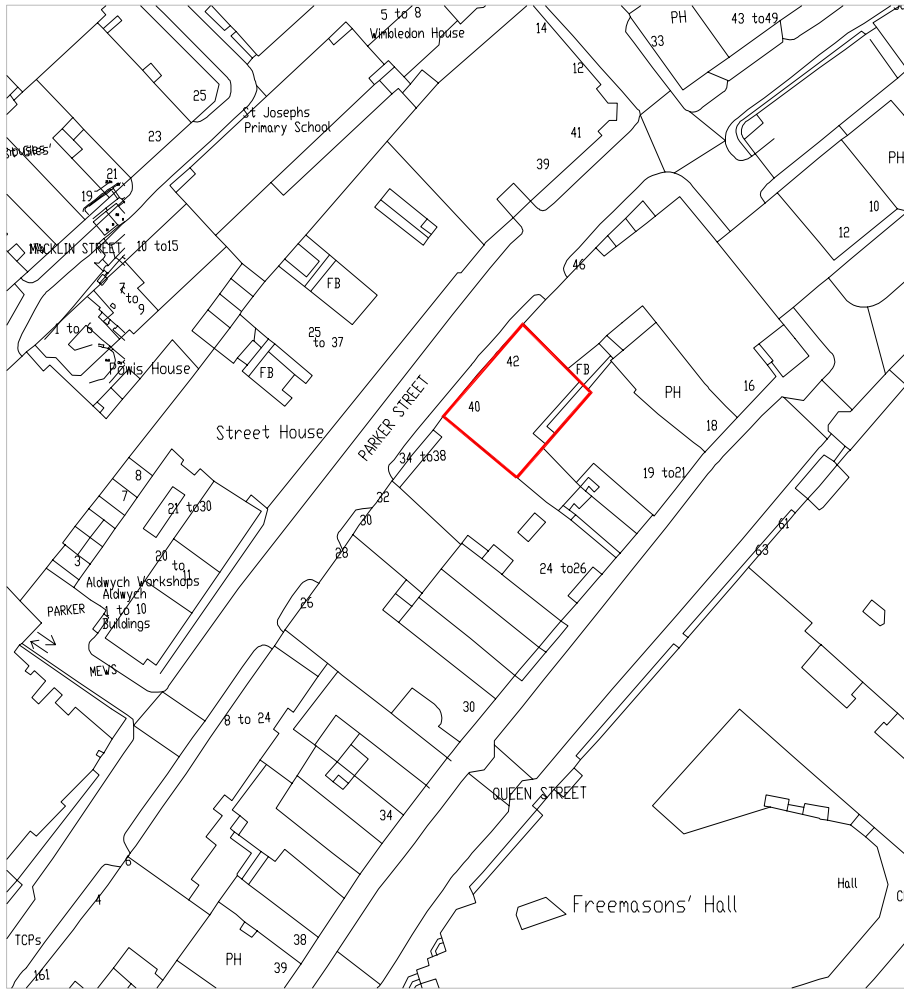 5 to 8
Wimbledon House
PH
43 to49
33
14
12
25
St Josephs
Primary School
23
41
39
PH
21
19
10
12
MACKLIN STREET
10 to15
46
7
to
9
FB
25
to 37
1 to 6
Powis House
FB
42
FB
40
PH
16
18
PARKER STREET
Street House
34 to38
19 to21
8
7
32
21 to30
30
61
63
28
3
20
to
11
24 to26
Aldwych Workshops
Aldwych
4 to 10
Buildings
PARKER
26
MEWS
30
8 to 24
QUEEN STREET
34
6
4
Hall
Freemasons' Hall
TCPs
38
PH
39
161